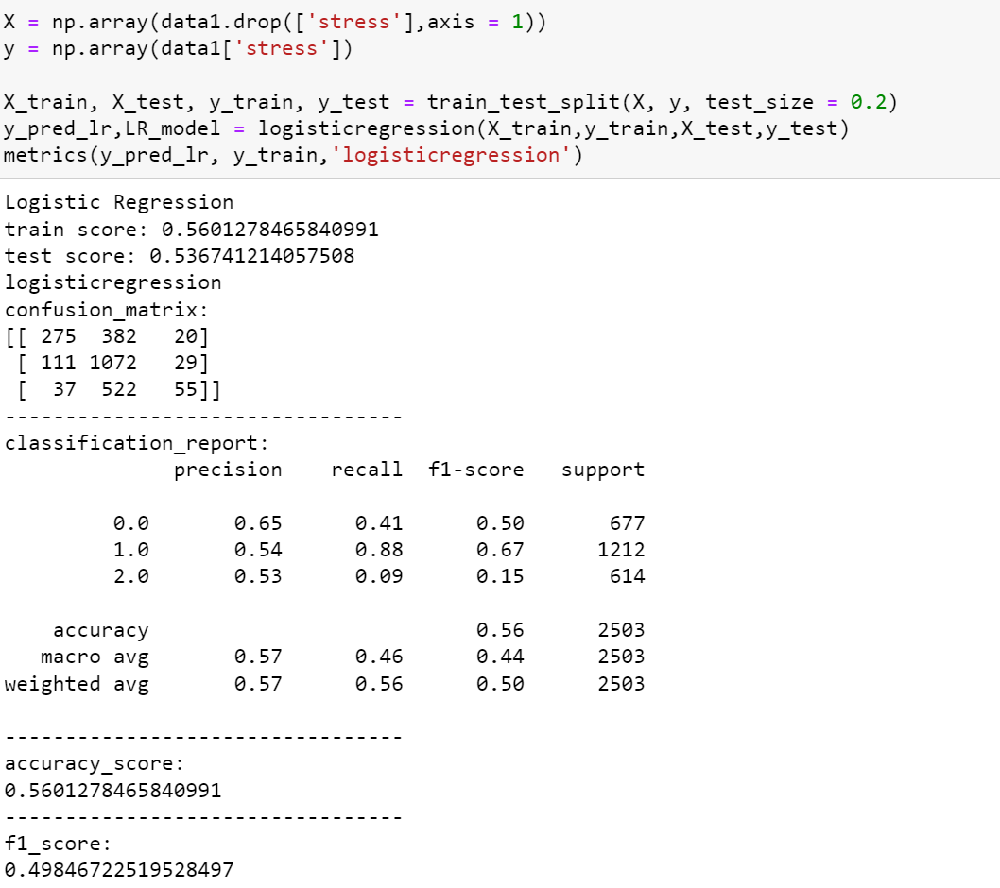 X = np.array(data1.drop(['stress'],axis = 1))
y = np.array(data1['stress'])
X_train, X_test, y_train, y_test = train_test_split(X, y, test_size = 0.2)
y_pred_lr,LR_model = logisticregression(X_train,y_train,X_test,y_test)
metrics(y_pred_lr, y_train,'logisticregression')
Logistic Regression
train score: 0.5601278465840991
test score: 0.536741214057508
logisticregression
confusion_matrix:
[[ 275  382   20]
 [ 111 1072   29]
 [  37  522   55]]
---------------------------------
classification_report:
              precision    recall  f1-score   support
         0.0       0.65      0.41      0.50       677
         1.0       0.54      0.88      0.67      1212
         2.0       0.53      0.09      0.15       614
    accuracy                           0.56      2503
   macro avg       0.57      0.46      0.44      2503
weighted avg       0.57      0.56      0.50      2503
---------------------------------
accuracy_score:
0.5601278465840991
---------------------------------
f1_score:
0.49846722519528497